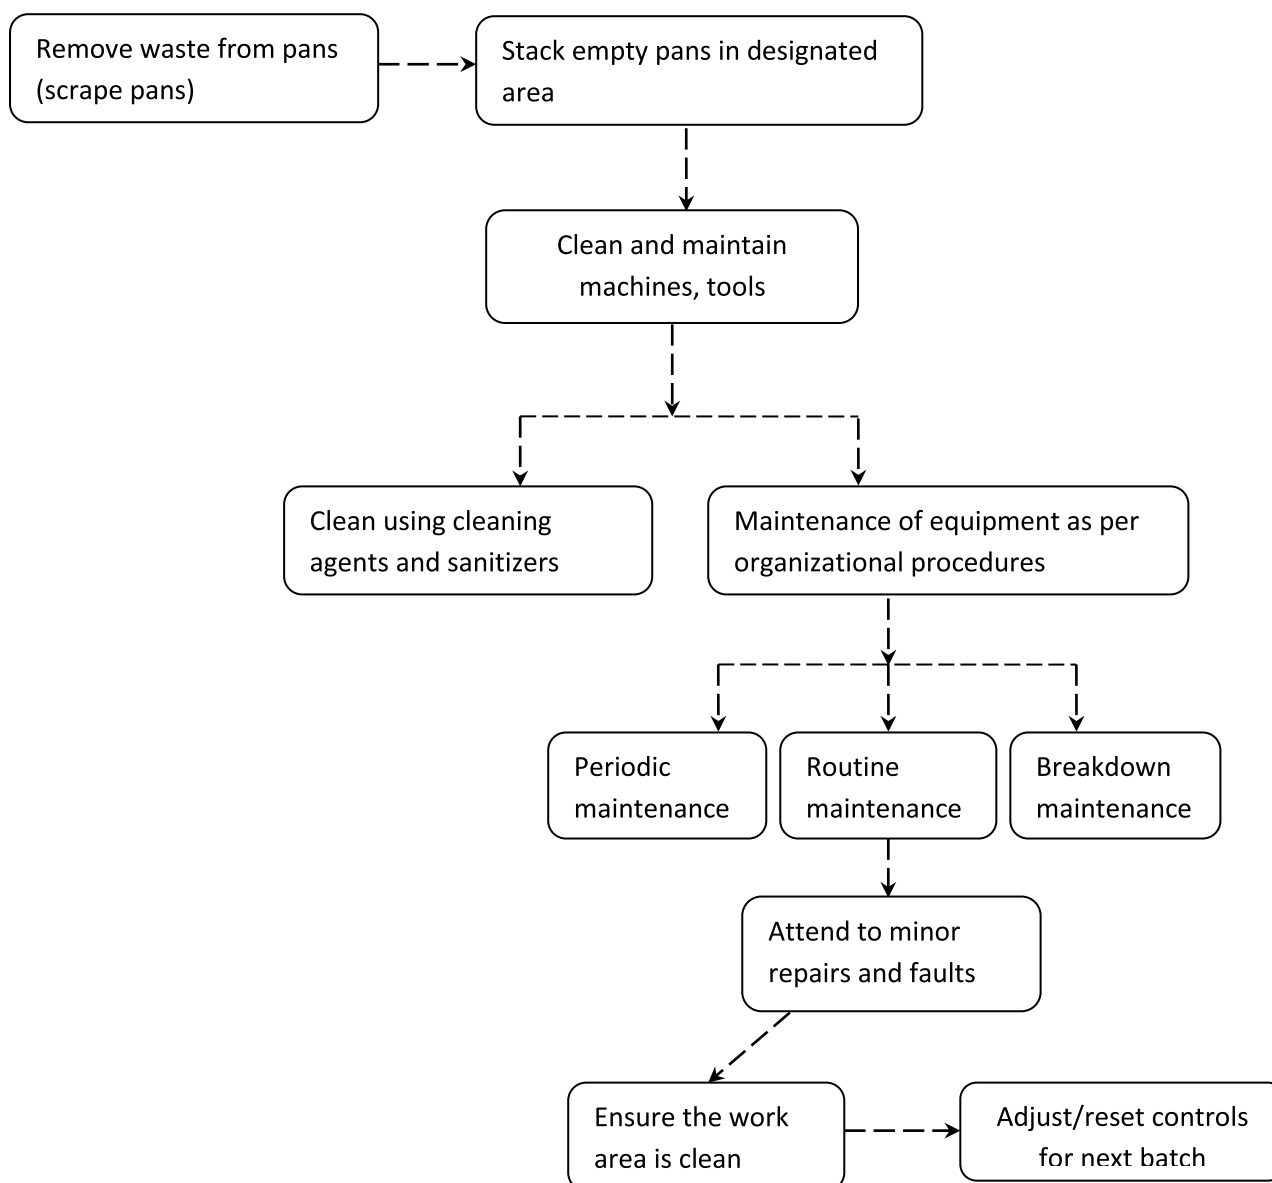 Remove waste from pans
(scrape pans)
Stack empty pans in designated
area
Clean and maintain
machines, tools
Clean using cleaning
agents and sanitizers
Maintenance of equipment as per
organizational procedures
Periodic
maintenance
Routine
maintenance
Breakdown
maintenance
Attend to minor
repairs and faults
Ensure the work
area is clean
Adjust/reset controls
for next batch